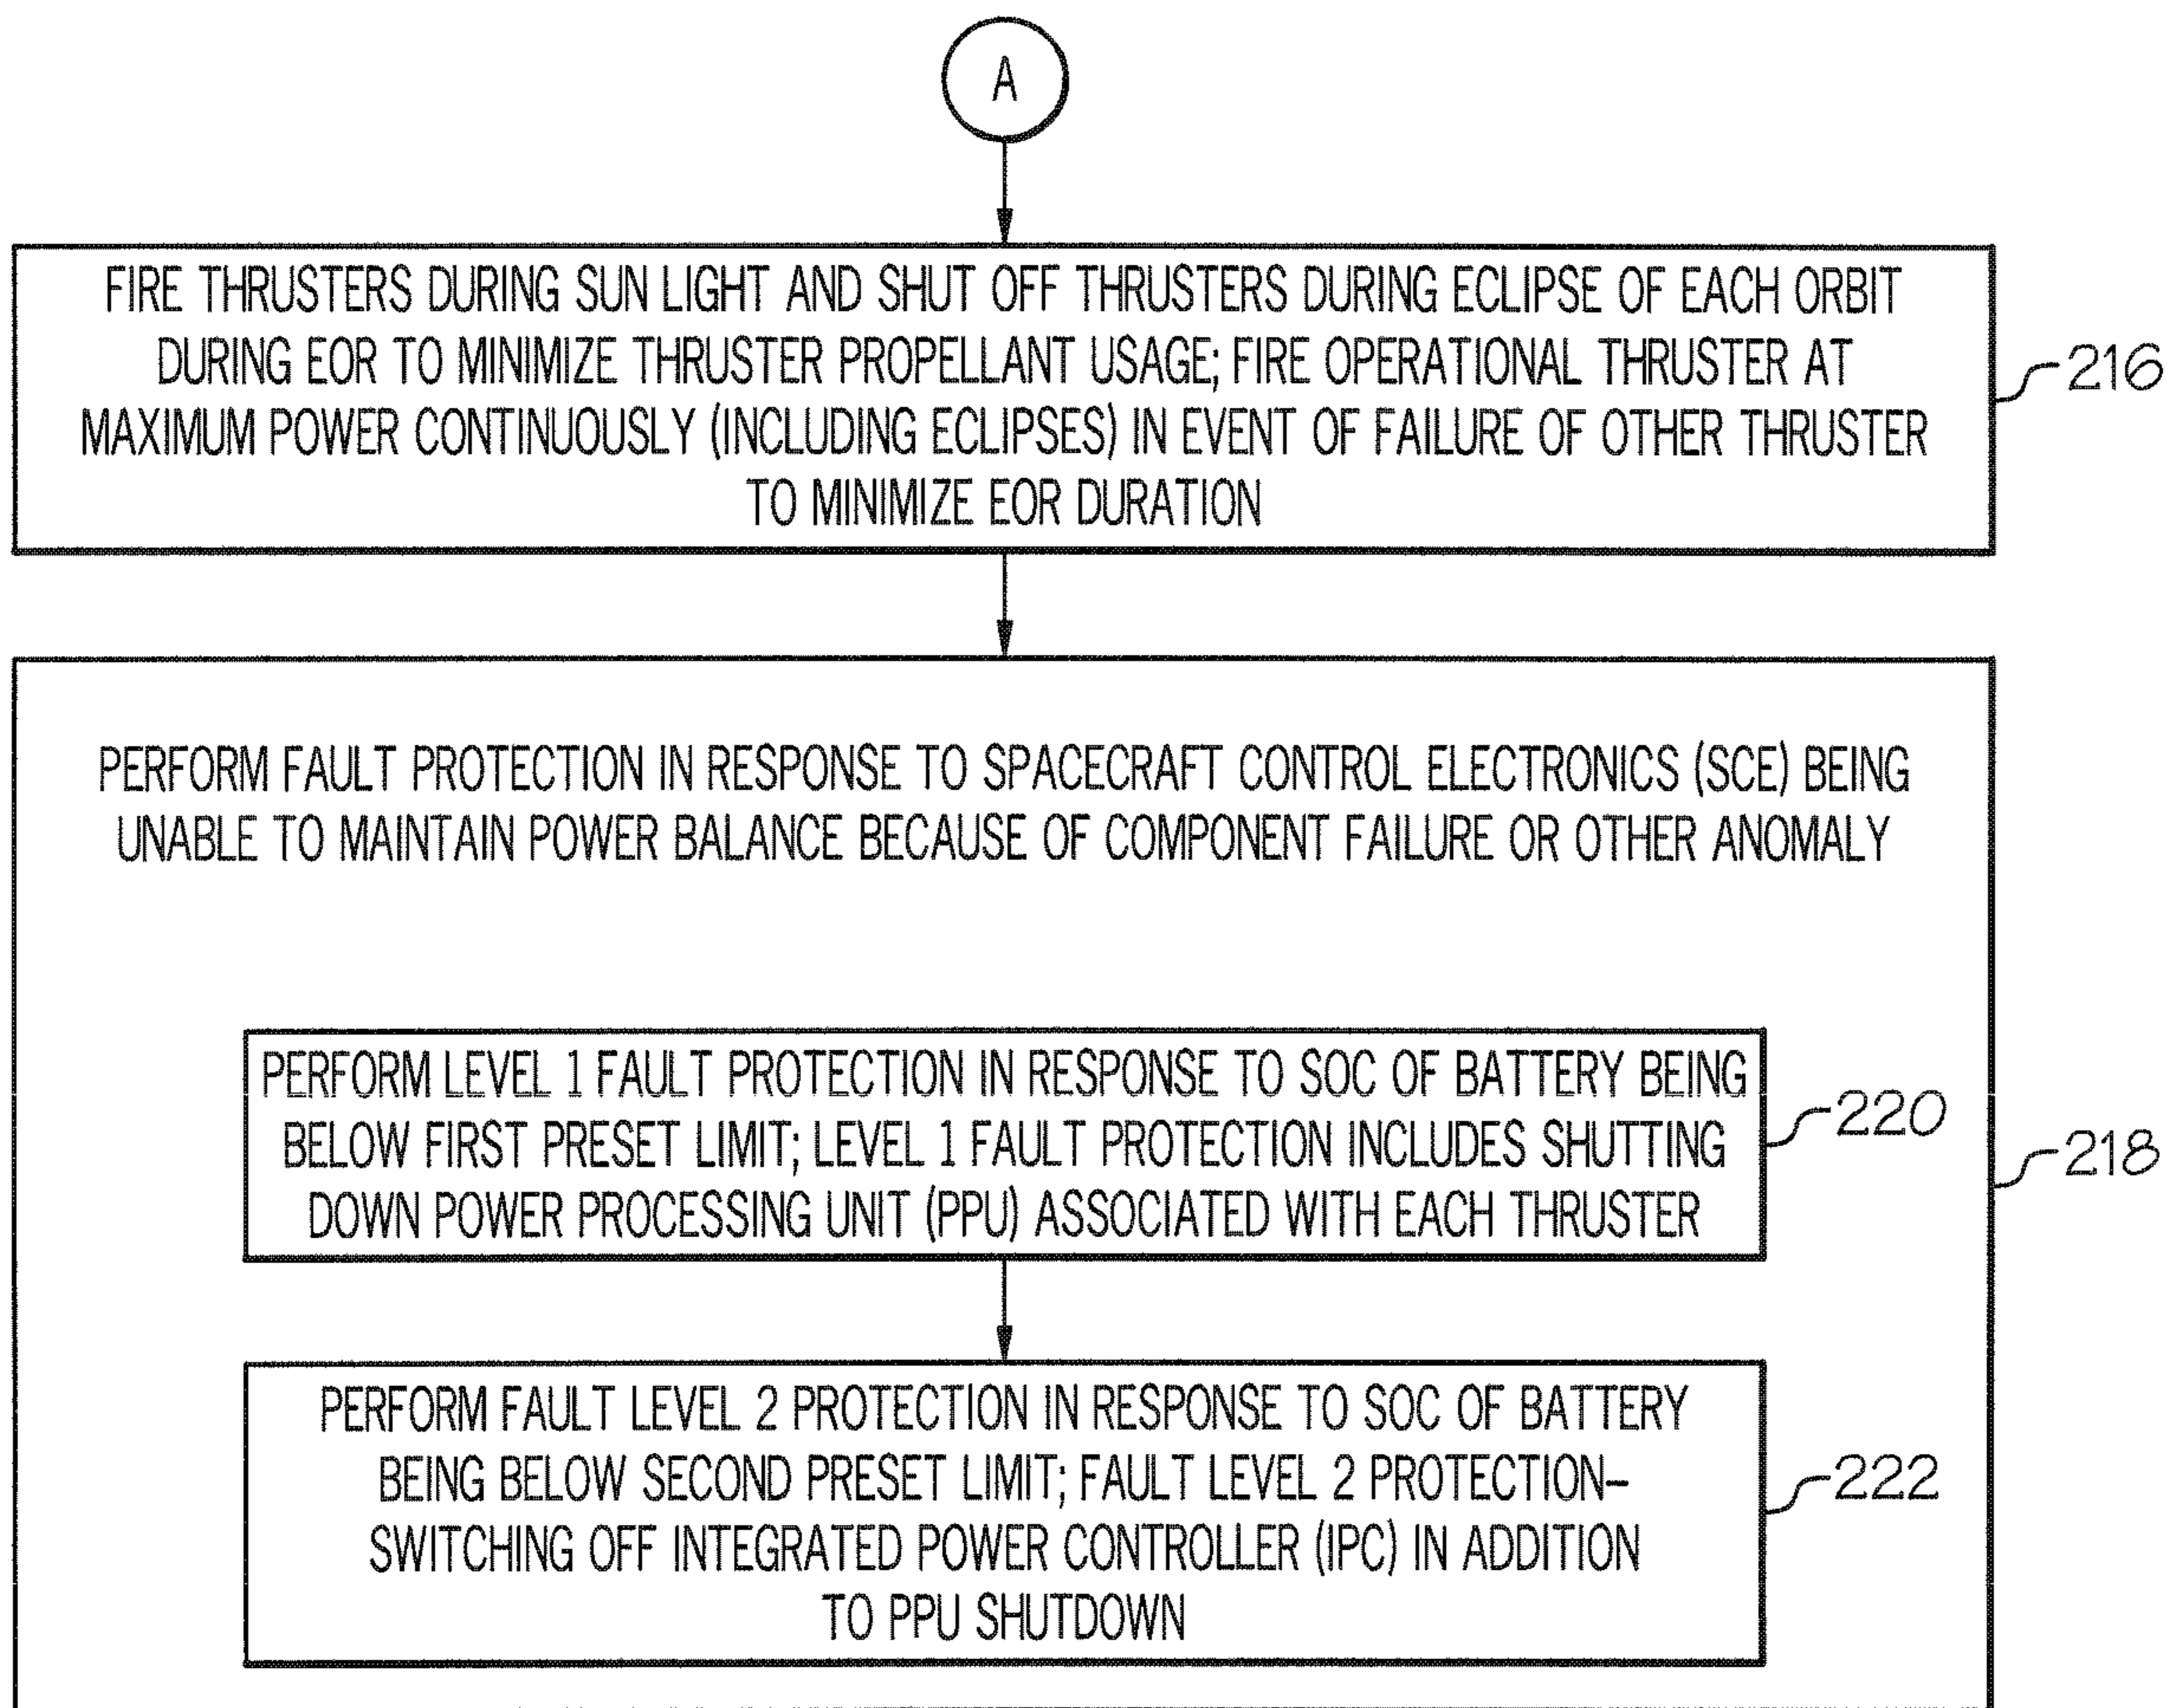 A
FIRE THRUSTERS DURING SUN LIGHT AND SHUT OFF THRUSTERS DURING ECLIPSE OF EACH ORBIT
DURING EOR TO MINIMIZE THRUSTER PROPELLANT USAGE; FIRE OPERATIONAL THRUSTER AT
MAXIMUM POWER CONTINUOUSLY (INCLUDING ECLIPSES) IN EVENT OF FAILURE OF OTHER THRUSTER
TO MINIMIZE EOR DURATION
216
PERFORM FAULT PROTECTION IN RESPONSE TO SPACECRAFT CONTROL ELECTRONICS (SCE) BEING
UNABLE TO MAINTAIN POWER BALANCE BECAUSE OF COMPONENT FAILURE OR OTHER ANOMALY
218
PERFORM LEVEL 1 FAULT PROTECTION IN RESPONSE TO SOC OF BATTERY BEING
BELOW FIRST PRESET LIMIT; LEVEL 1 FAULT PROTECTION INCLUDES SHUTTING
DOWN POWER PROCESSING UNIT (PPU) ASSOCIATED WITH EACH THRUSTER
220
PERFORM FAULT LEVEL 2 PROTECTION IN RESPONSE TO SOC OF BATTERY
BEING BELOW SECOND PRESET LIMIT; FAULT LEVEL 2 PROTECTION–
SWITCHING OFF INTEGRATED POWER CONTROLLER (IPC) IN ADDITION
TO PPU SHUTDOWN
222